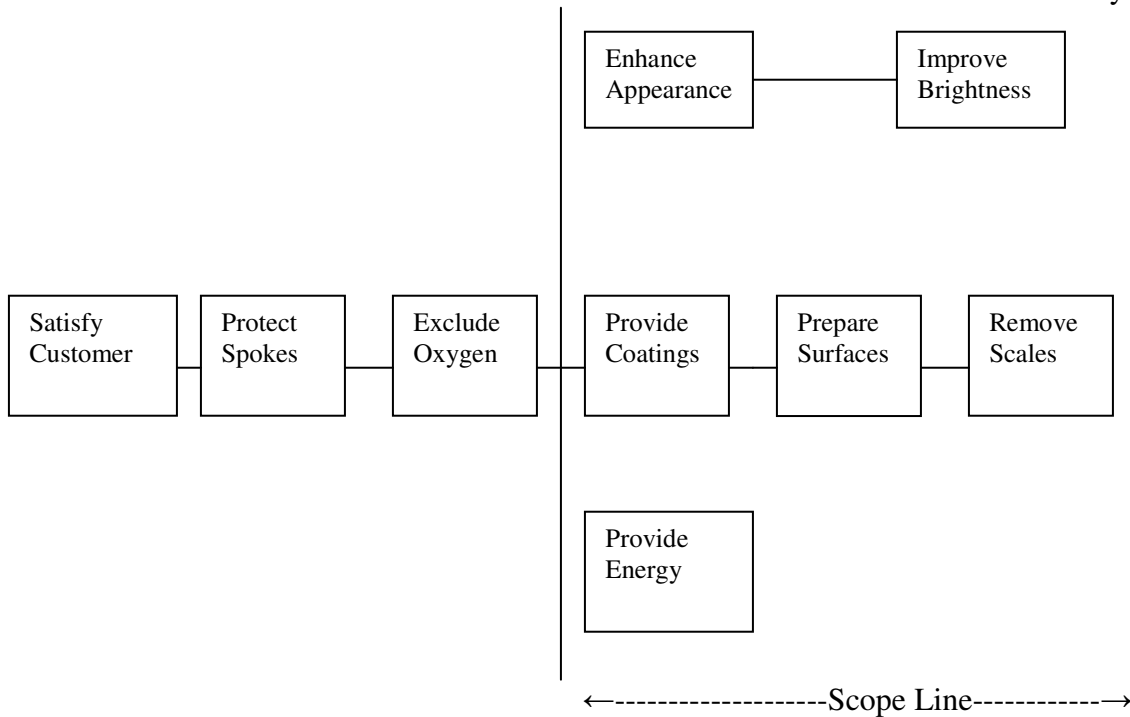 Enhance
Appearance
Improve
Brightness
Satisfy
Customer
Protect
Spokes
Exclude
Oxygen
Provide
Coatings
Prepare
Surfaces
Remove
Scales
Provide
Energy
←--------------------Scope Line------------→